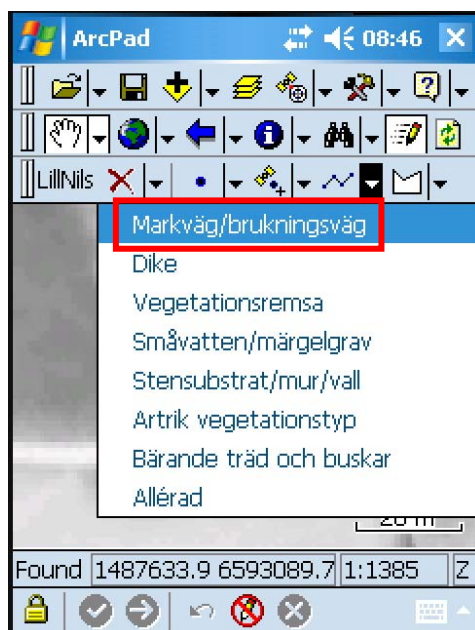 ArcPad 08:46
LillNils
Markväg/brukningsväg
Dike
Vegetationsremsa
Småvatten/märgelgrav
Stensubstrat/mur/vall
Artrik vegetationstyp
Bärande träd och buskar
Allérad
20 m
Found 1487633.9 6593089.7 1:1385 Z